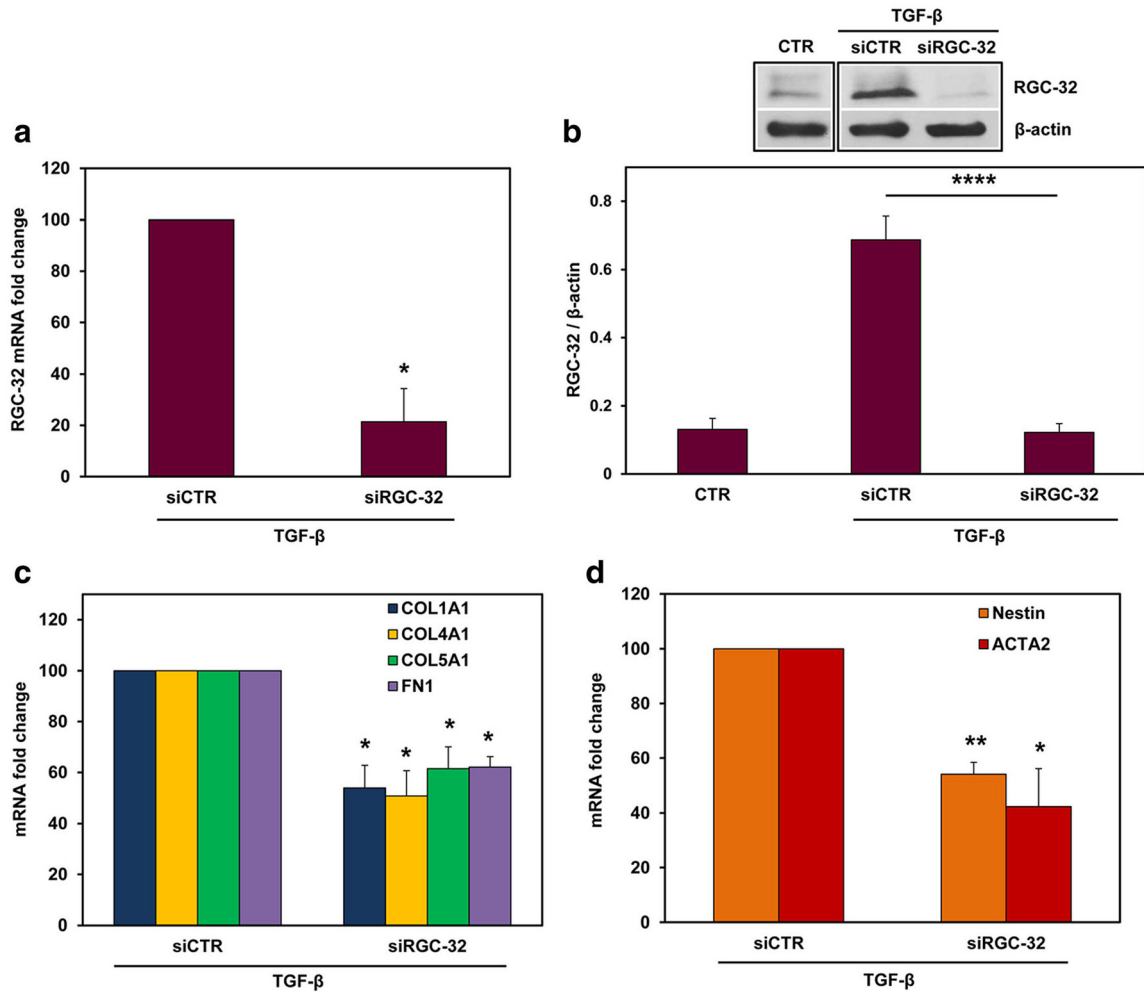 a
120
100
80
60
40
20
0
RGC-32 mRNA fold change
*
siCTR siRGC-32
TGF-β
b
TGF-β
CTR siCTR siRGC-32
RGC-32
β-actin
0.8
0.6
0.4
0.2
0
RGC-32 / β-actin
****
CTR siCTR siRGC-32
TGF-β
c
120
100
80
60
40
20
0
mRNA fold change
COL1A1
COL4A1
COL5A1
FN1
* * * *
siCTR siRGC-32
TGF-β
d
120
100
80
60
40
20
0
mRNA fold change
Nestin
ACTA2
** *
siCTR siRGC-32
TGF-β